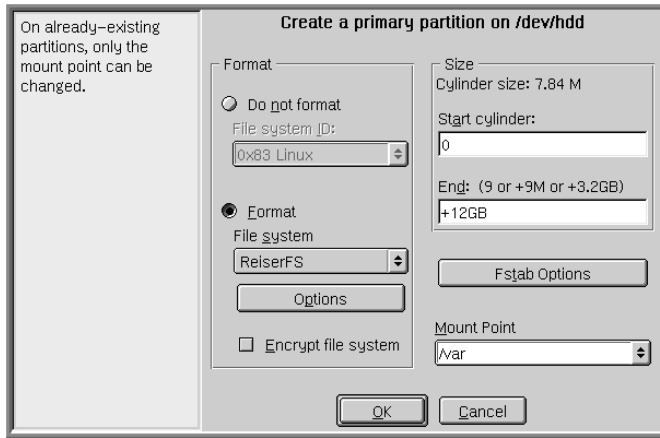 On already-existing
partitions, only the
mount point can be
changed.
Create a primary partition on /dev/hdd
Format
Do not format
File system ID:
0x83 Linux
Format
File system
ReiserFS
Options
Encrypt file system
Size
Cylinder size: 7.84 M
Start cylinder:
0
End: (9 or +9M or +3.2GB)
+12GB
Fstab Options
Mount Point
/var
OK
Cancel